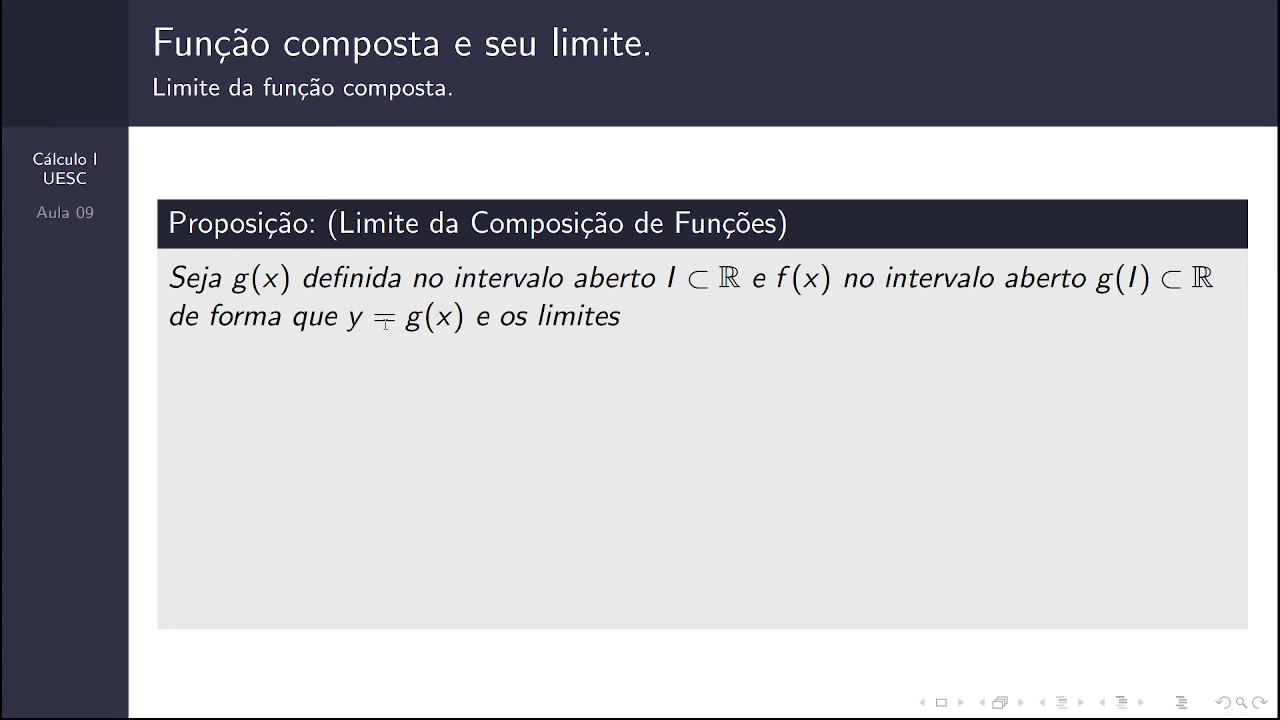 Função composta e seu limite.
Limite da função composta.
Cálculo I
UESC
Aula 09
Proposição: (Limite da Composição de Funções)
Seja g(x) definida no intervalo aberto I ⊂ ℝ e f(x) no intervalo aberto g(I) ⊂ ℝ
de forma que y = g(x) e os limites